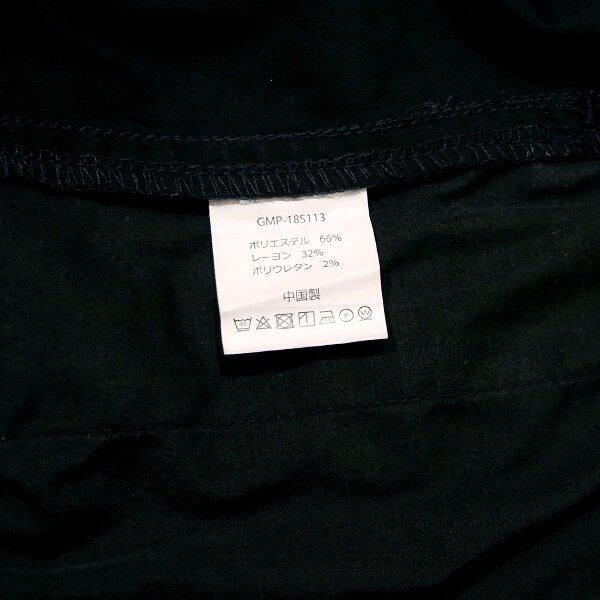 GMP-18S113
ポリエステル 66%
レーヨン 32%
ポリウレタン 2%
中国製
40 F W